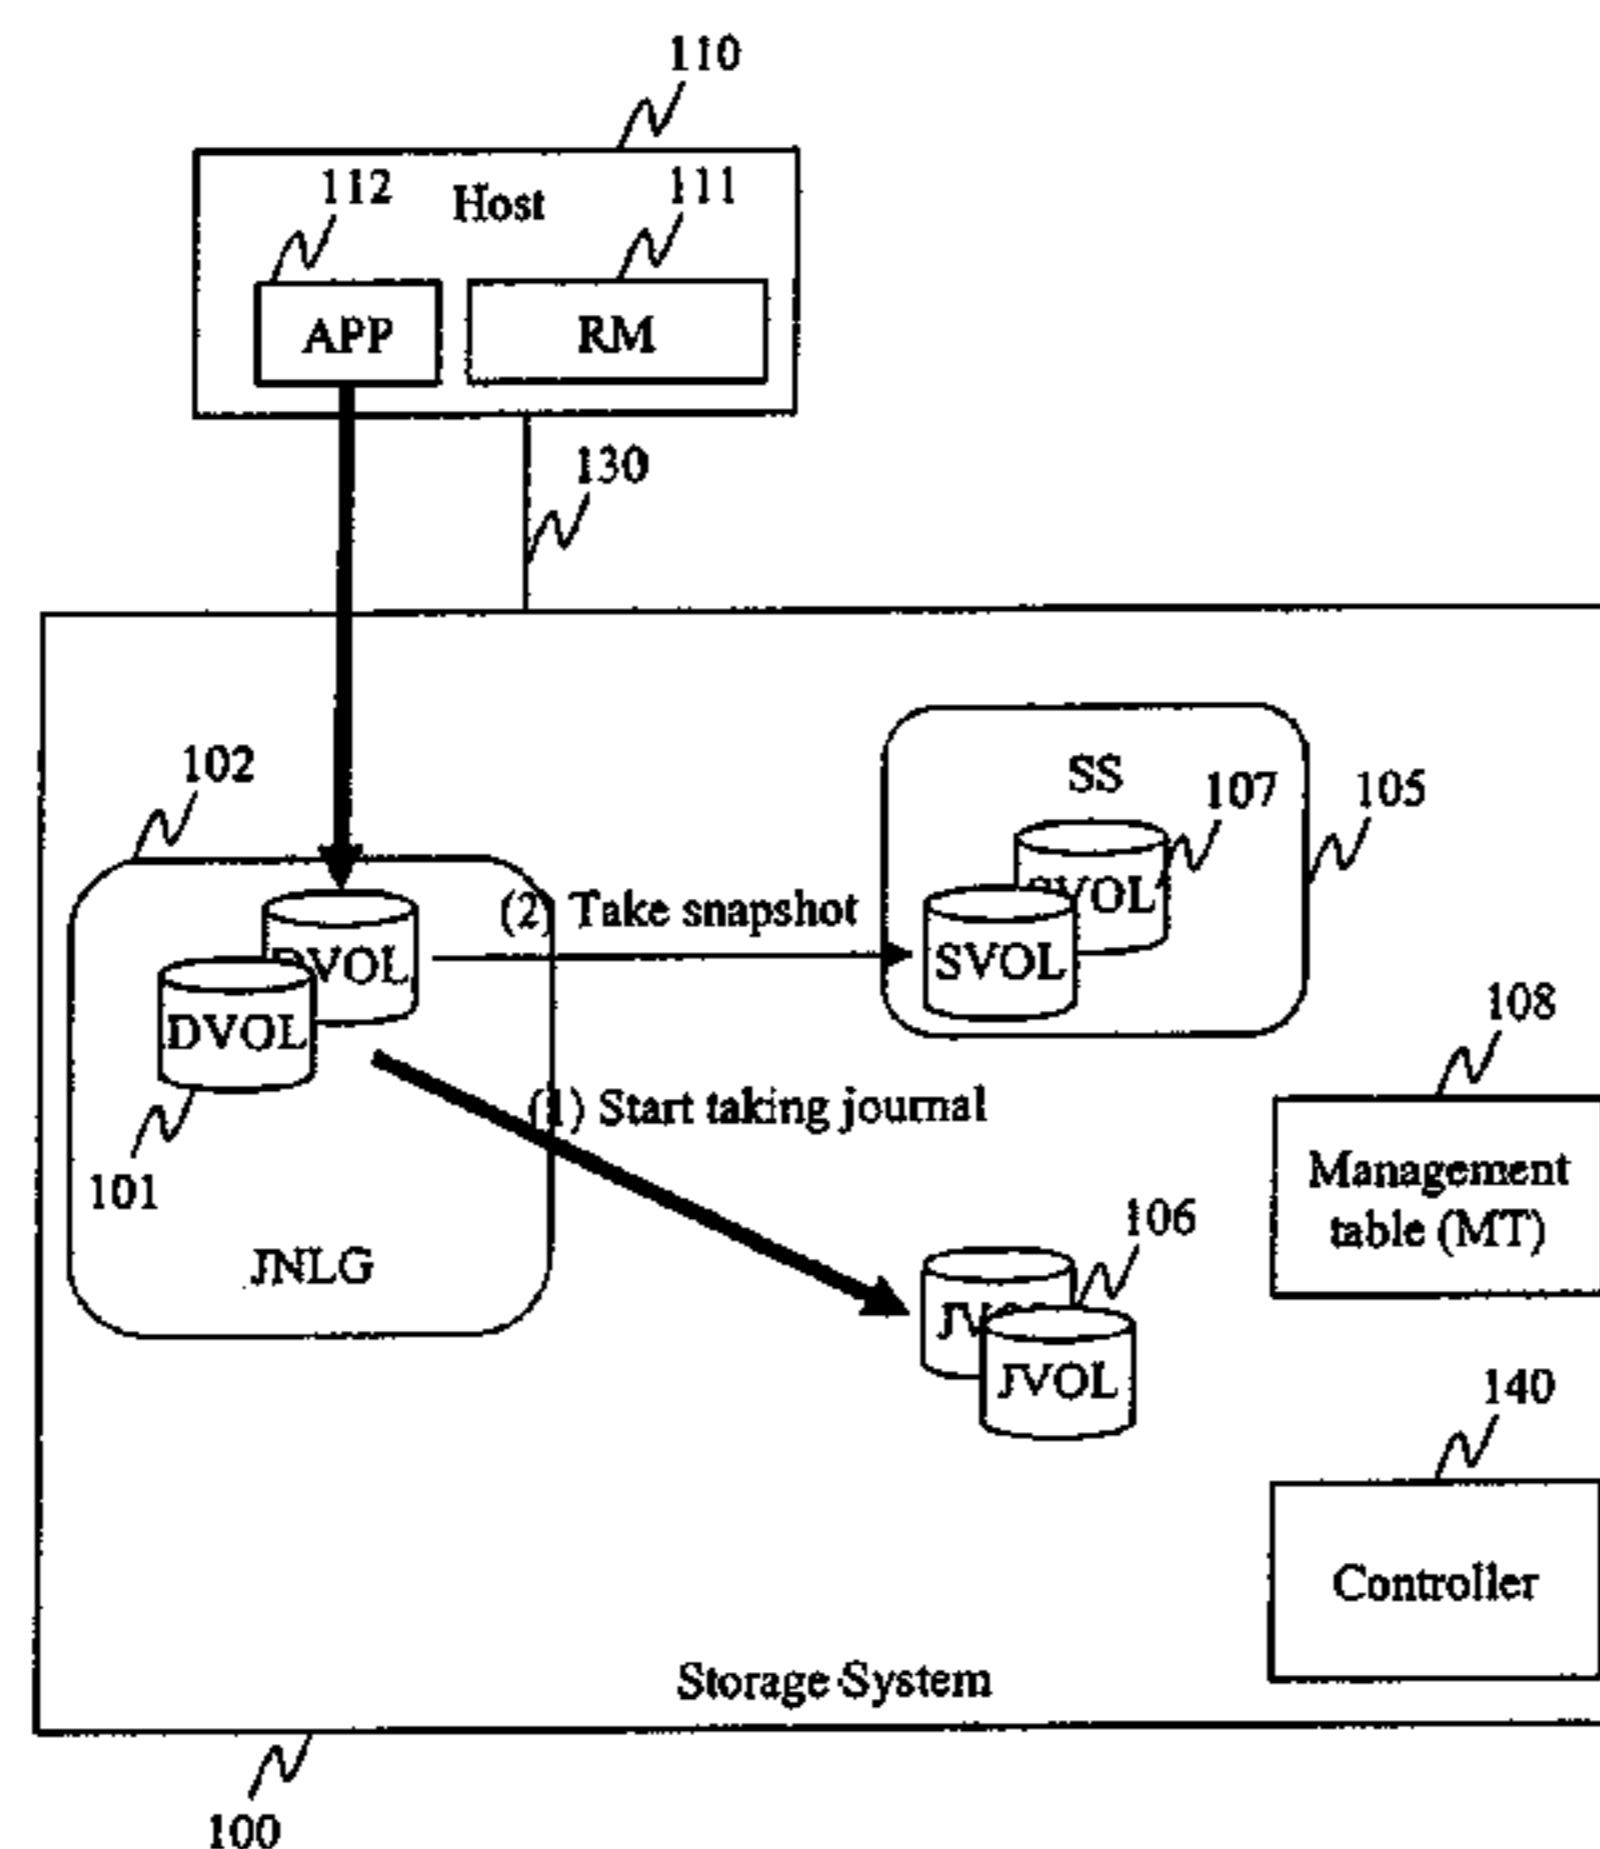 110
112
Host
111
APP
RM
130
102
SS
107
105
(2) Take snapshot
SVOL
DVOL
SVOL
DVOL
108
(1) Start taking journal
101
Management
table (MT)
106
JNLG
JVOL
140
Controller
Storage System
100